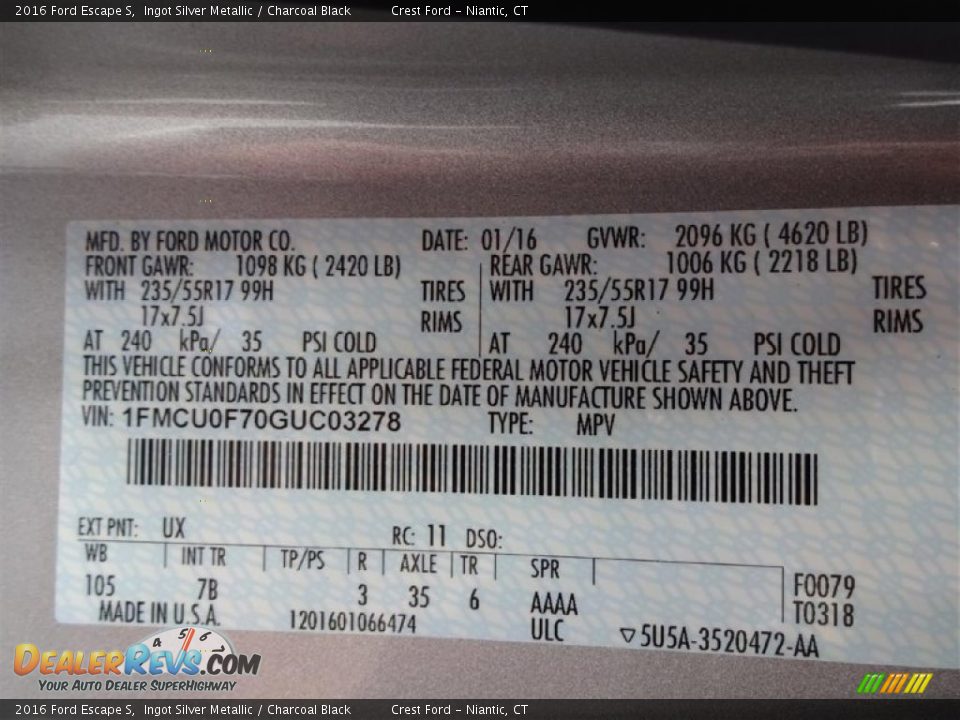 2016 Ford Escape S, Ingot Silver Metallic / Charcoal Black Crest Ford - Niantic, CT
MFD. BY FORD MOTOR CO. DATE: 01/16 GVWR: 2096 KG ( 4620 LB)
FRONT GAWR: 1098 KG ( 2420 LB) REAR GAWR: 1006 KG ( 2218 LB)
WITH 235/55R17 99H TIRES WITH 235/55R17 99H TIRES
17x7.5J RIMS 17x7.5J RIMS
AT 240 kPa/ 35 PSI COLD AT 240 kPa/ 35 PSI COLD
THIS VEHICLE CONFORMS TO ALL APPLICABLE FEDERAL MOTOR VEHICLE SAFETY AND THEFT
PREVENTION STANDARDS IN EFFECT ON THE DATE OF MANUFACTURE SHOWN ABOVE.
VIN: 1FMCU0F70GUC03278 TYPE: MPV
EXT PNT: UX RC: 11 DSO:
WB INT TR TP/PS R AXLE TR SPR
105 7B 3 35 6 AAAA F0079
MADE IN U.S.A. 1201601066474 ULC T0318
▽5U5A-3520472-AA
4 5 6
DEALERREVS.COM
YOUR AUTO DEALER SUPERHIGHWAY
2016 Ford Escape S, Ingot Silver Metallic / Charcoal Black Crest Ford - Niantic, CT